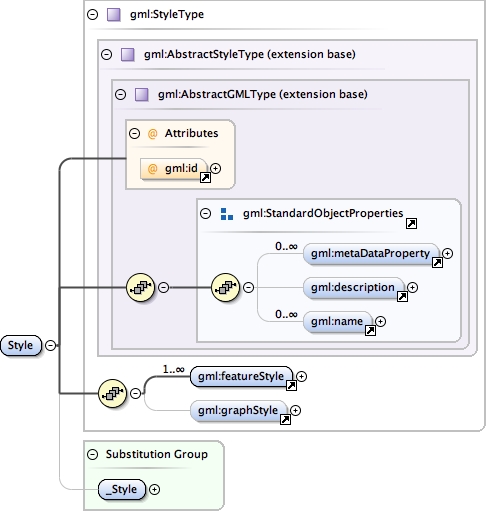 gml:StyleType
gml:AbstractStyleType (extension base)
gml:AbstractGMLType (extension base)
@ Attributes
@ gml:id
gml:StandardObjectProperties
0..∞
gml:metaDataProperty
gml:description
0..∞
gml:name
Style
1..∞
gml:featureStyle
gml:graphStyle
Substitution Group
_Style